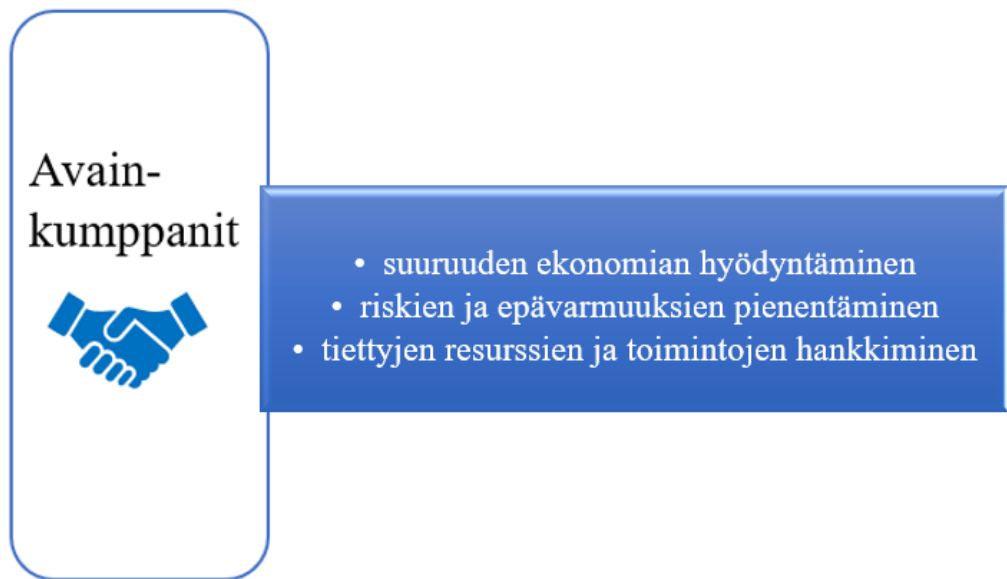 Avain-
kumppanit
• suuruuden ekonomian hyödyntäminen
• riskien ja epävarmuuksien pienentäminen
• tiettyjen resurssien ja toimintojen hankkiminen